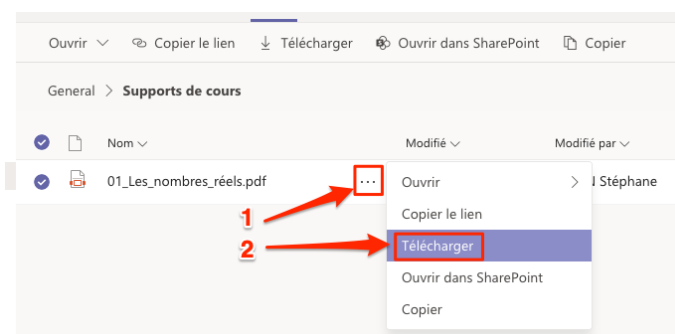 Ouvrir Copier le lien Télécharger Ouvrir dans SharePoint Copier
General > Supports de cours
Nom Modifié Modifié par
01_Les_nombres_réels.pdf ... Stéphane
Ouvrir
1
Copier le lien
2
Télécharger
Ouvrir dans SharePoint
Copier